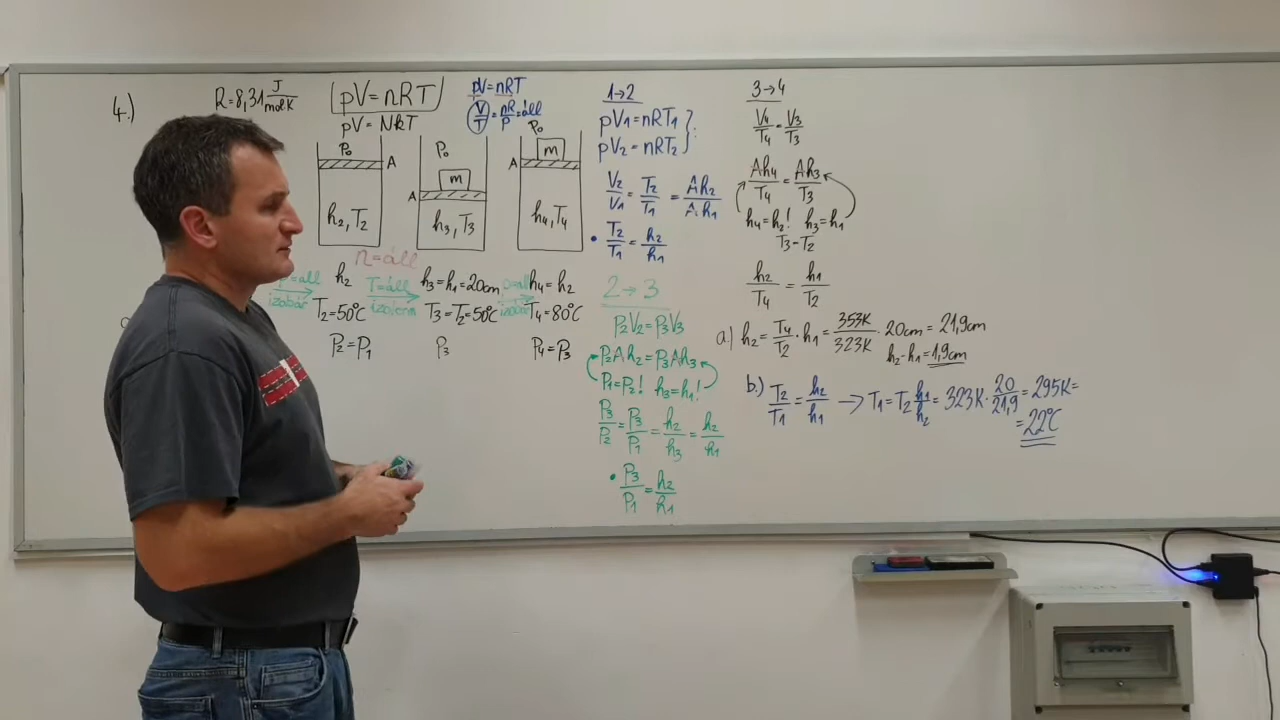 4.)
R=8,31 J/molK
pV=nRT
pV=NkT
pV=nRT
V/T = nR/P = áll
P₀
A
h₂,T₂
P₀
m
A
h₃,T₃
P₀
m
A
h₄,T₄
n=áll
p=áll
izobár
h₂
T₂=50°C
P₂=P₁
T=áll
izoterm
h₃=h₁=20cm
T₃=T₂=50°C
P₃
izobár
h₄=h₂
T₄=80°C
P₄=P₃
1→2
pV₁=nRT₁
pV₂=nRT₂ } :
V₂/V₁ = T₂/T₁ = Ah₂/Ah₁
• T₂/T₁ = h₂/h₁
2→3
P₂V₂=P₃V₃
P₂Ah₂=P₃Ah₃
P₁=P₂! h₃=h₁!
P₃/P₂ = P₃/P₁ = h₂/h₃ = h₂/h₁
• P₃/P₁ = h₂/h₁
3→4
V₄/T₄ = V₃/T₃
Ah₄/T₄ = Ah₃/T₃
h₄=h₂! h₃=h₁
T₃=T₂
h₂/T₄ = h₁/T₂
a.) h₂ = T₄/T₂ · h₁ = 353K/323K · 20cm = 21,9cm
h₂-h₁=1,9cm
b.) T₂/T₁ = h₂/h₁ → T₁ = T₂ h₁/h₂ = 323K · 20/21,9 = 295K =
= 22°C